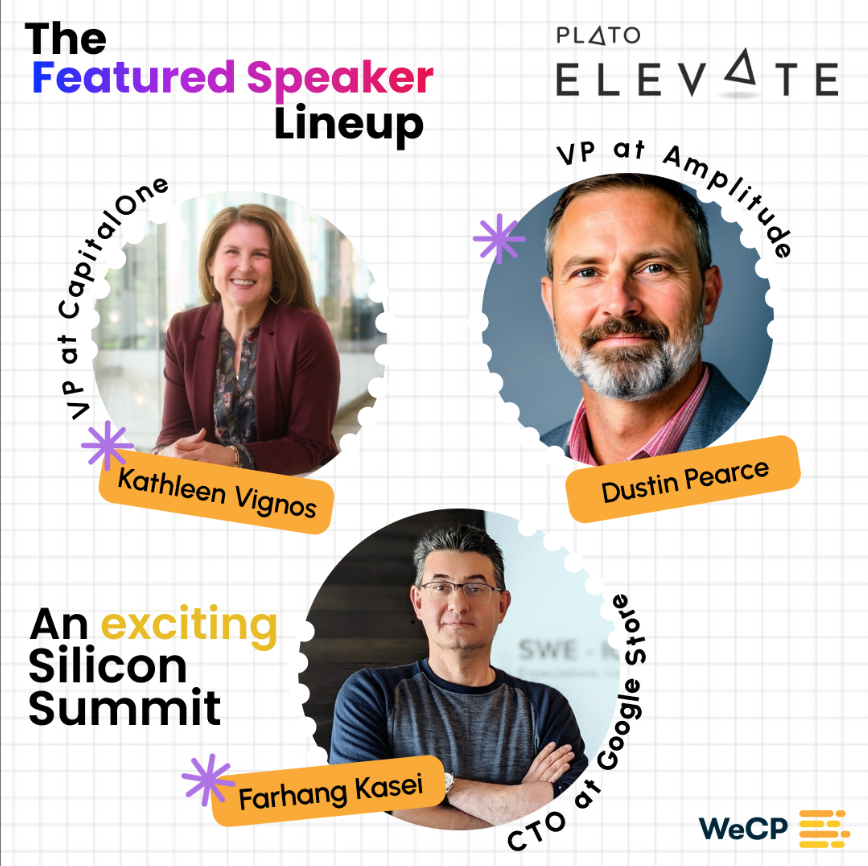 The
Featured Speaker
Lineup
PLATO
ELEVATE
VP at CapitalOne
VP at Amplitude
Kathleen Vignos
Dustin Pearce
An exciting
Silicon
Summit
SWE -
CTO at Google Store
Farhang Kasei
WeCP